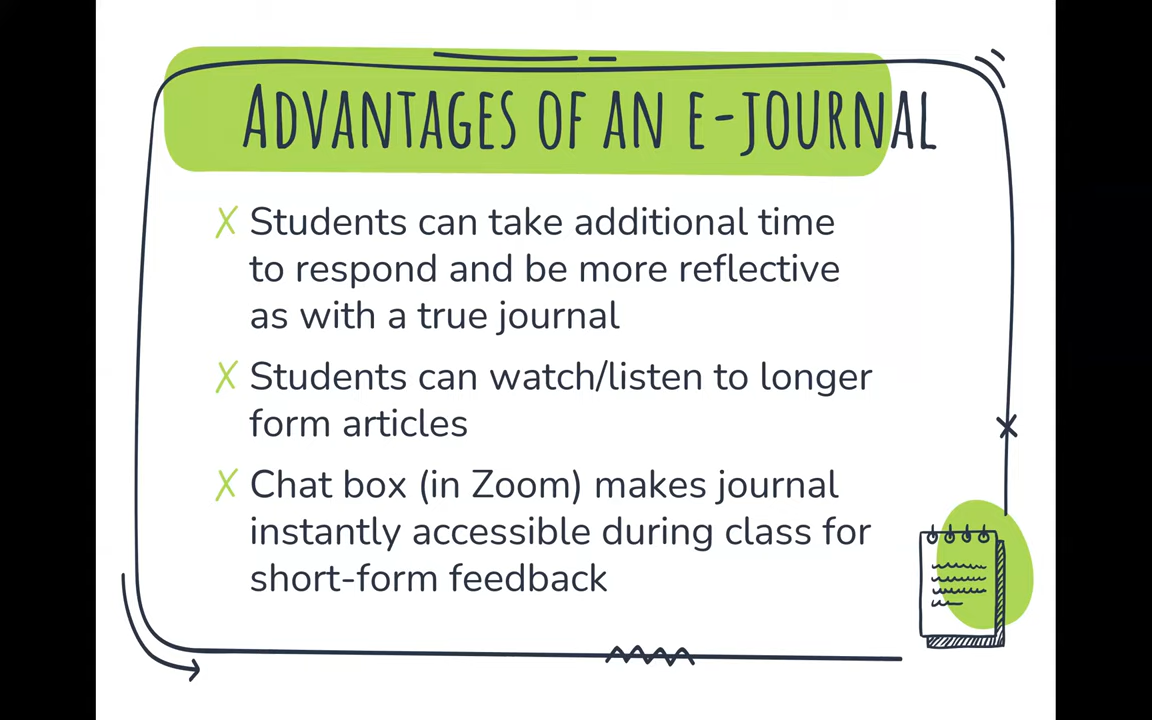 ADVANTAGES OF AN E-JOURNAL
Students can take additional time
to respond and be more reflective
as with a true journal
Students can watch/listen to longer
form articles
Chat box (in Zoom) makes journal
instantly accessible during class for
short-form feedback